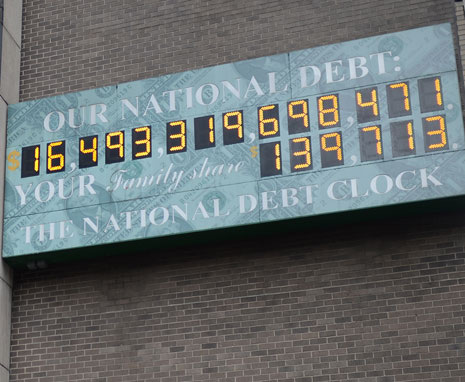 OUR NATIONAL DEBT:
$16,493,319,698,471.
YOUR Family share $139,713.
THE NATIONAL DEBT CLOCK